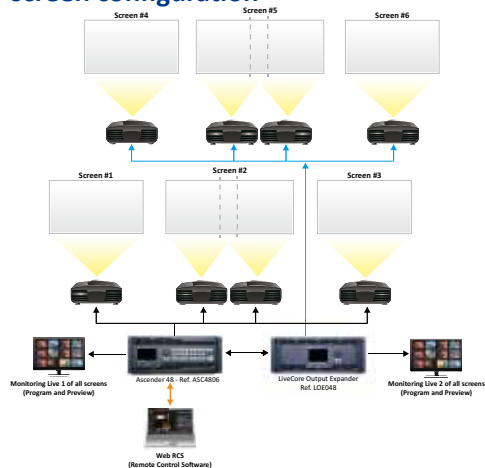 screen configuration
Screen #4
Screen #5
Screen #6
Screen #1
Screen #2
Screen #3
Monitoring Live 1 of all screens
(Program and Preview)
Ascender 48 - Ref. ASC4806
LiveCore Output Expander
Ref. LOE048
Monitoring Live 2 of all screens
(Program and Preview)
Web RCS
(Remote Control Software)